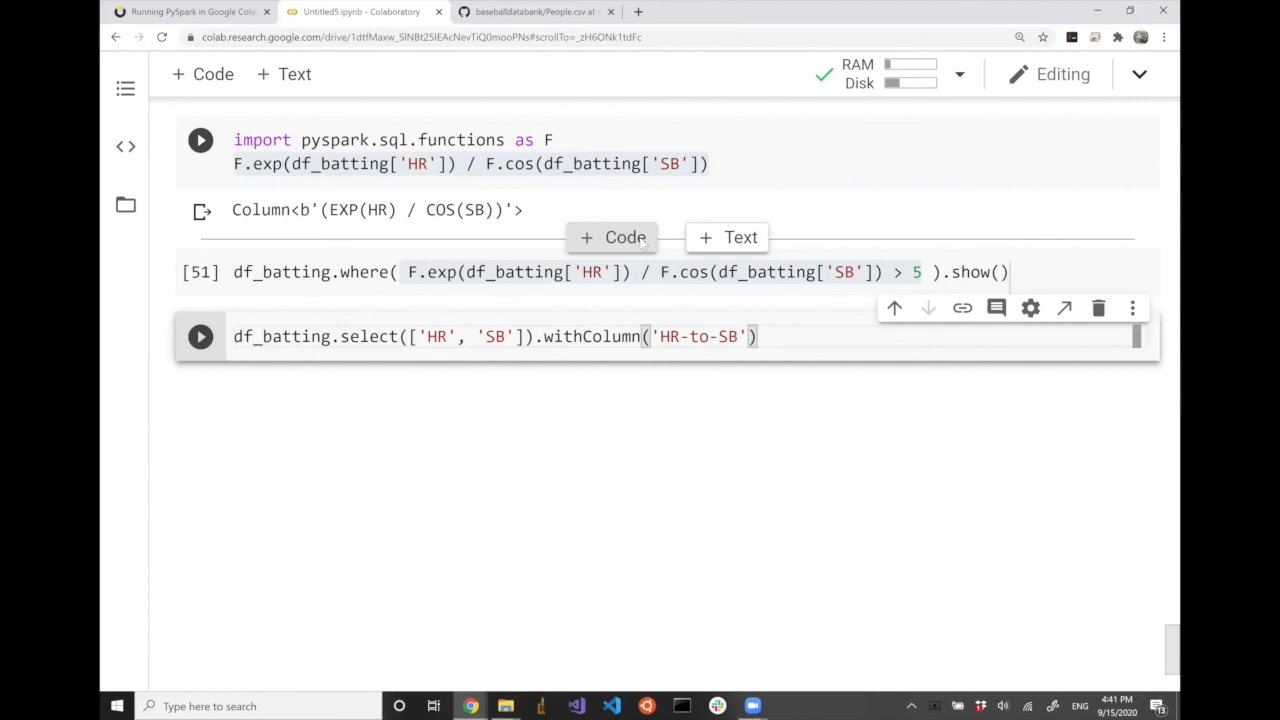 Running PySpark in Google Cola
Untitled5.ipynb - Colaboratory
baseballdatabank/People.csv at
colab.research.google.com/drive/1dtfMaxw_SlNBt25IEAcNevTiQ0mooPNs#scrollTo=_zH6ONk1tdFc
+ Code + Text
RAM
Disk
Editing
import pyspark.sql.functions as F
F.exp(df_batting['HR']) / F.cos(df_batting['SB'])
Column<b'(EXP(HR) / COS(SB))'>
+ Code + Text
[51] df_batting.where( F.exp(df_batting['HR']) / F.cos(df_batting['SB']) > 5 ).show()
df_batting.select(['HR', 'SB']).withColumn('HR-to-SB')
Type here to search
ENG
4:41 PM
9/15/2020
13